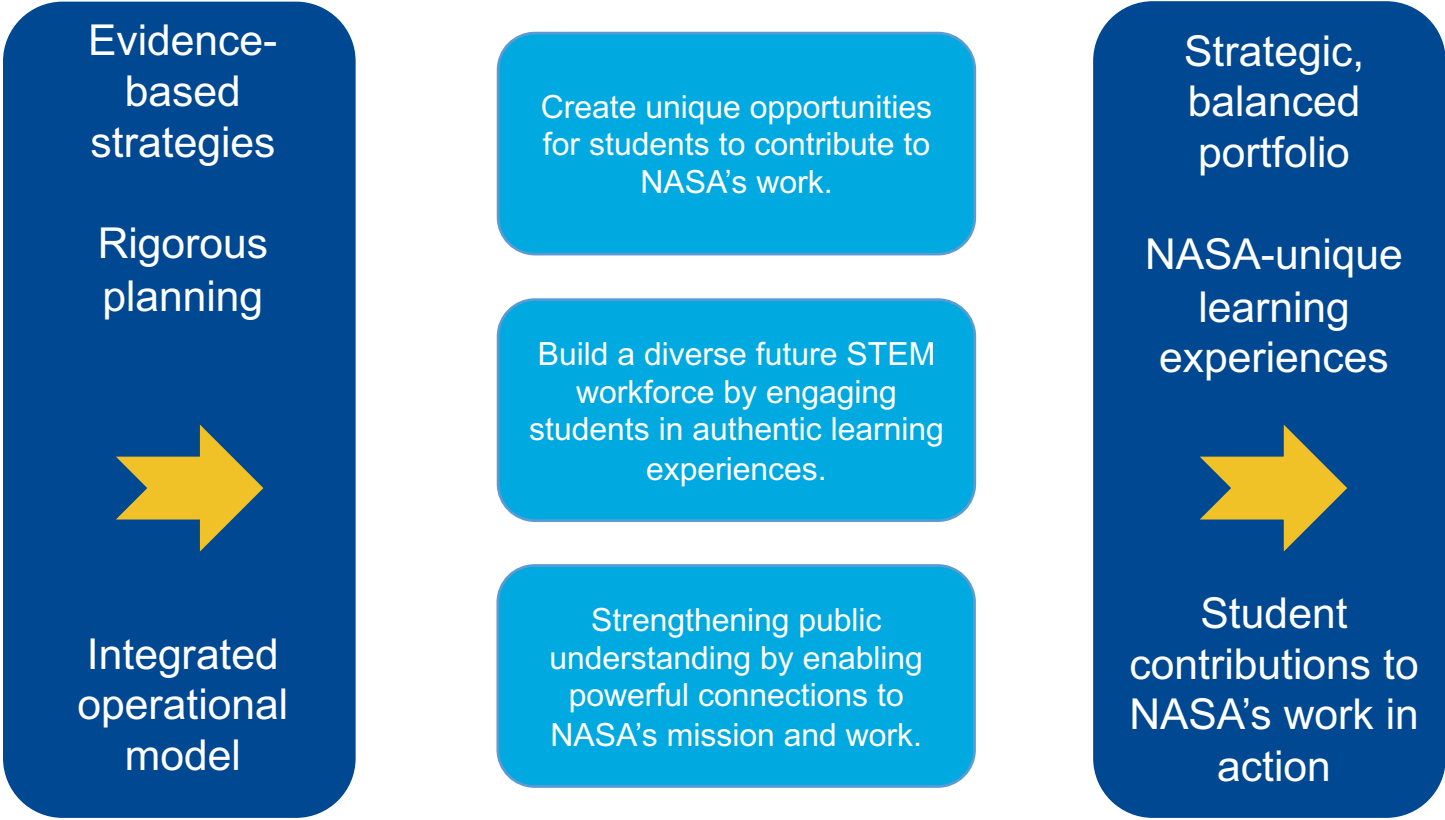 Evidence-
based
strategies
Rigorous
planning
Integrated
operational
model
Create unique opportunities
for students to contribute to
NASA’s work.
Build a diverse future STEM
workforce by engaging
students in authentic learning
experiences.
Strengthening public
understanding by enabling
powerful connections to
NASA’s mission and work.
Strategic,
balanced
portfolio
NASA-unique
learning
experiences
Student
contributions to
NASA’s work in
action